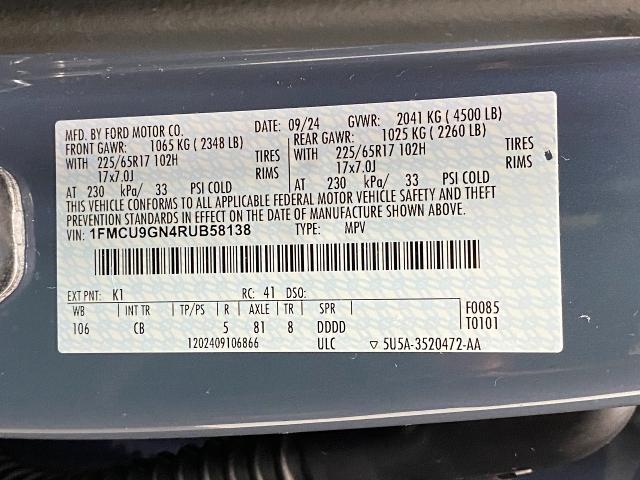 MFD. BY FORD MOTOR CO. DATE: 09/24 GVWR: 2041 KG ( 4500 LB)
FRONT GAWR: 1065 KG ( 2348 LB) REAR GAWR: 1025 KG ( 2260 LB)
WITH 225/65R17 102H TIRES WITH 225/65R17 102H TIRES
17x7.0J RIMS 17x7.0J RIMS
AT 230 kPa/ 33 PSI COLD AT 230 kPa/ 33 PSI COLD
THIS VEHICLE CONFORMS TO ALL APPLICABLE FEDERAL MOTOR VEHICLE SAFETY AND THEFT
PREVENTION STANDARDS IN EFFECT ON THE DATE OF MANUFACTURE SHOWN ABOVE.
VIN: 1FMCU9GN4RUB58138 TYPE: MPV
EXT PNT: K1 RC: 41 DSO:
WB INT TR TP/PS R AXLE TR SPR F0085
106 CB 5 81 8 DDDD T0101
1202409106866 ULC ▽ 5U5A-3520472-AA